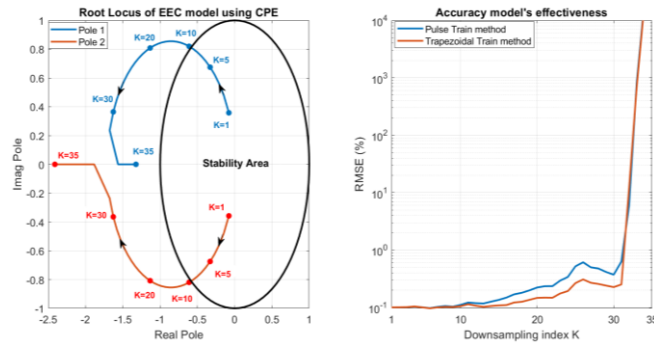 Root Locus of EEC model using CPE
Pole 1
Pole 2
K=20
K=10
K=5
K=30
K=1
K=35
Stability Area
K=35
K=1
K=30
K=5
K=20
K=10
1
0.8
0.6
0.4
0.2
0
-0.2
-0.4
-0.6
-0.8
-1
Imag Pole
-2.5 -2 -1.5 -1 -0.5 0 0.5 1
Real Pole
Accuracy model's effectiveness
Pulse Train method
Trapezoidal Train method
10^4
10^3
10^2
10^1
10^0
10^-1
RMSE (%)
1 10 20 30 35
Downsampling index K